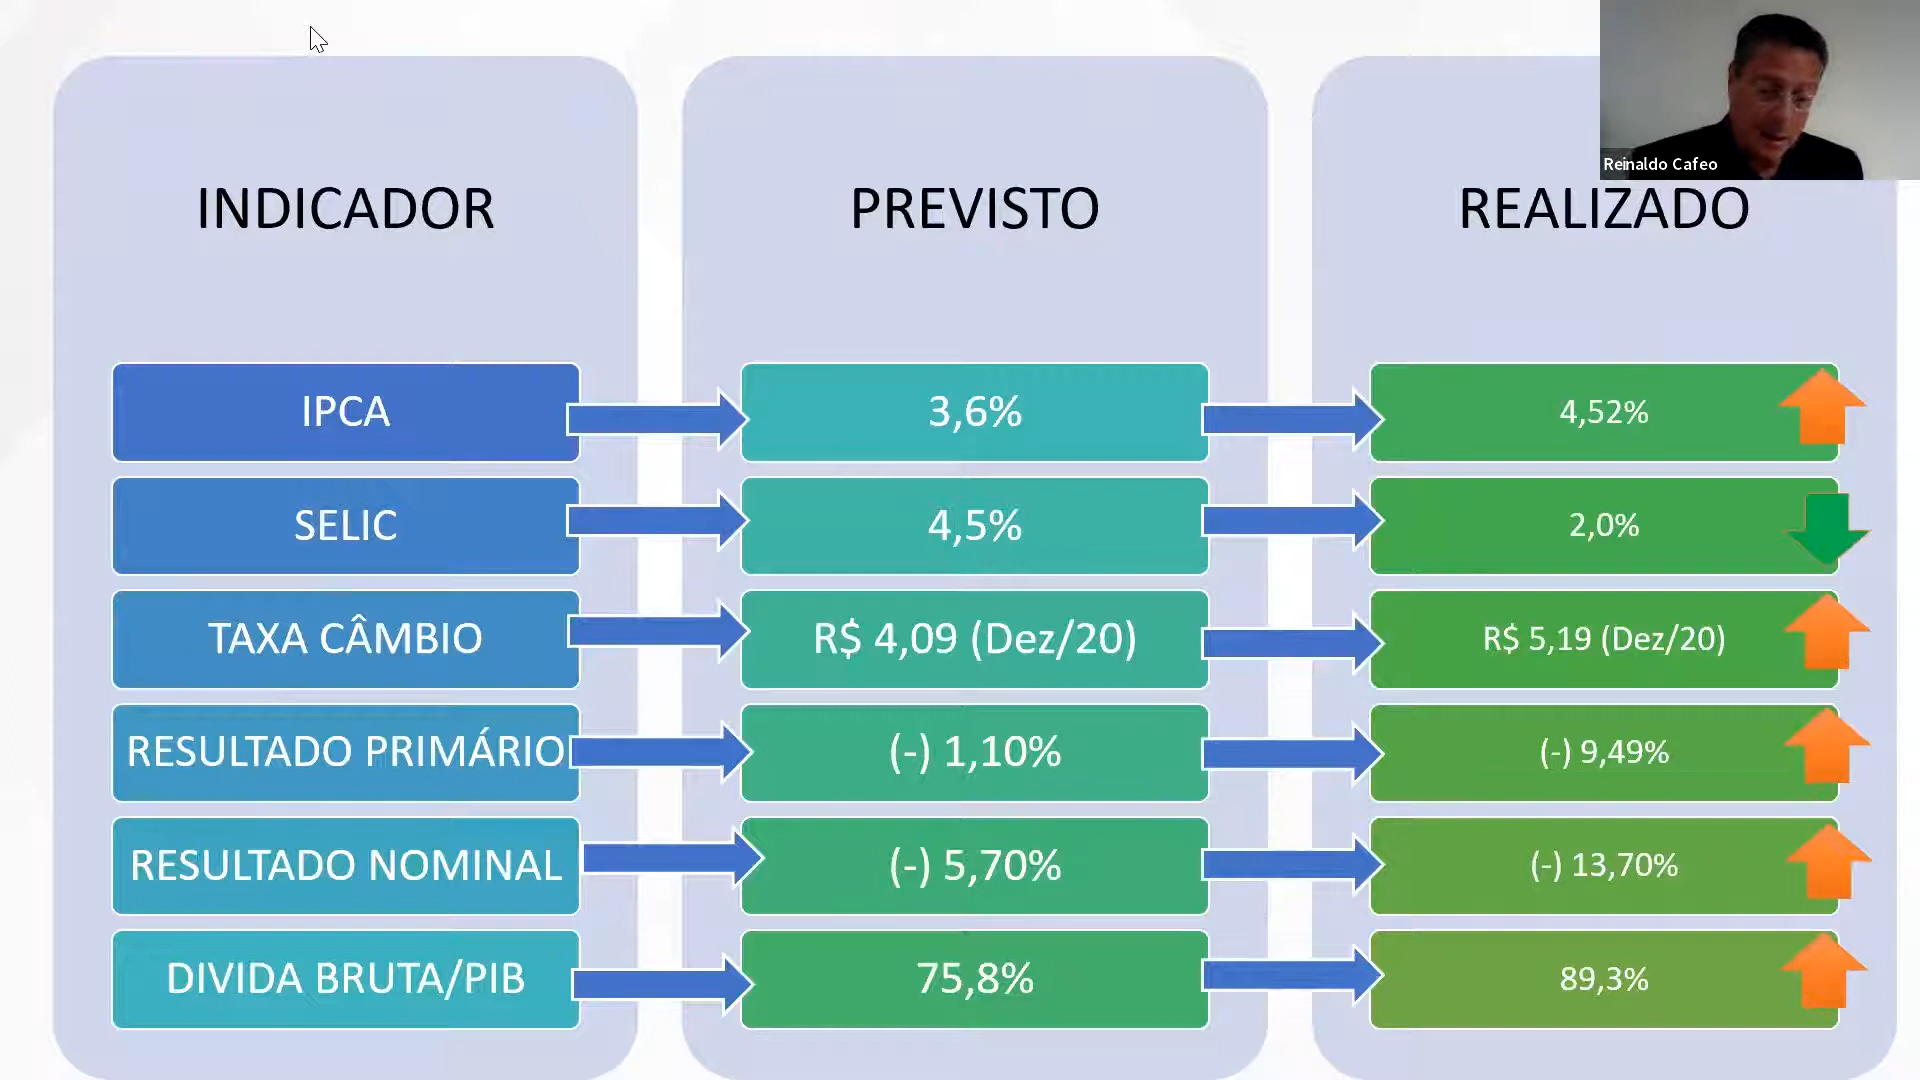 Reinaldo Cafeo
INDICADOR
PREVISTO
REALIZADO
IPCA
3,6%
4,52%
SELIC
4,5%
2,0%
TAXA CÂMBIO
R$ 4,09 (Dez/20)
R$ 5,19 (Dez/20)
RESULTADO PRIMÁRIO
(-) 1,10%
(-) 9,49%
RESULTADO NOMINAL
(-) 5,70%
(-) 13,70%
DIVIDA BRUTA/PIB
75,8%
89,3%